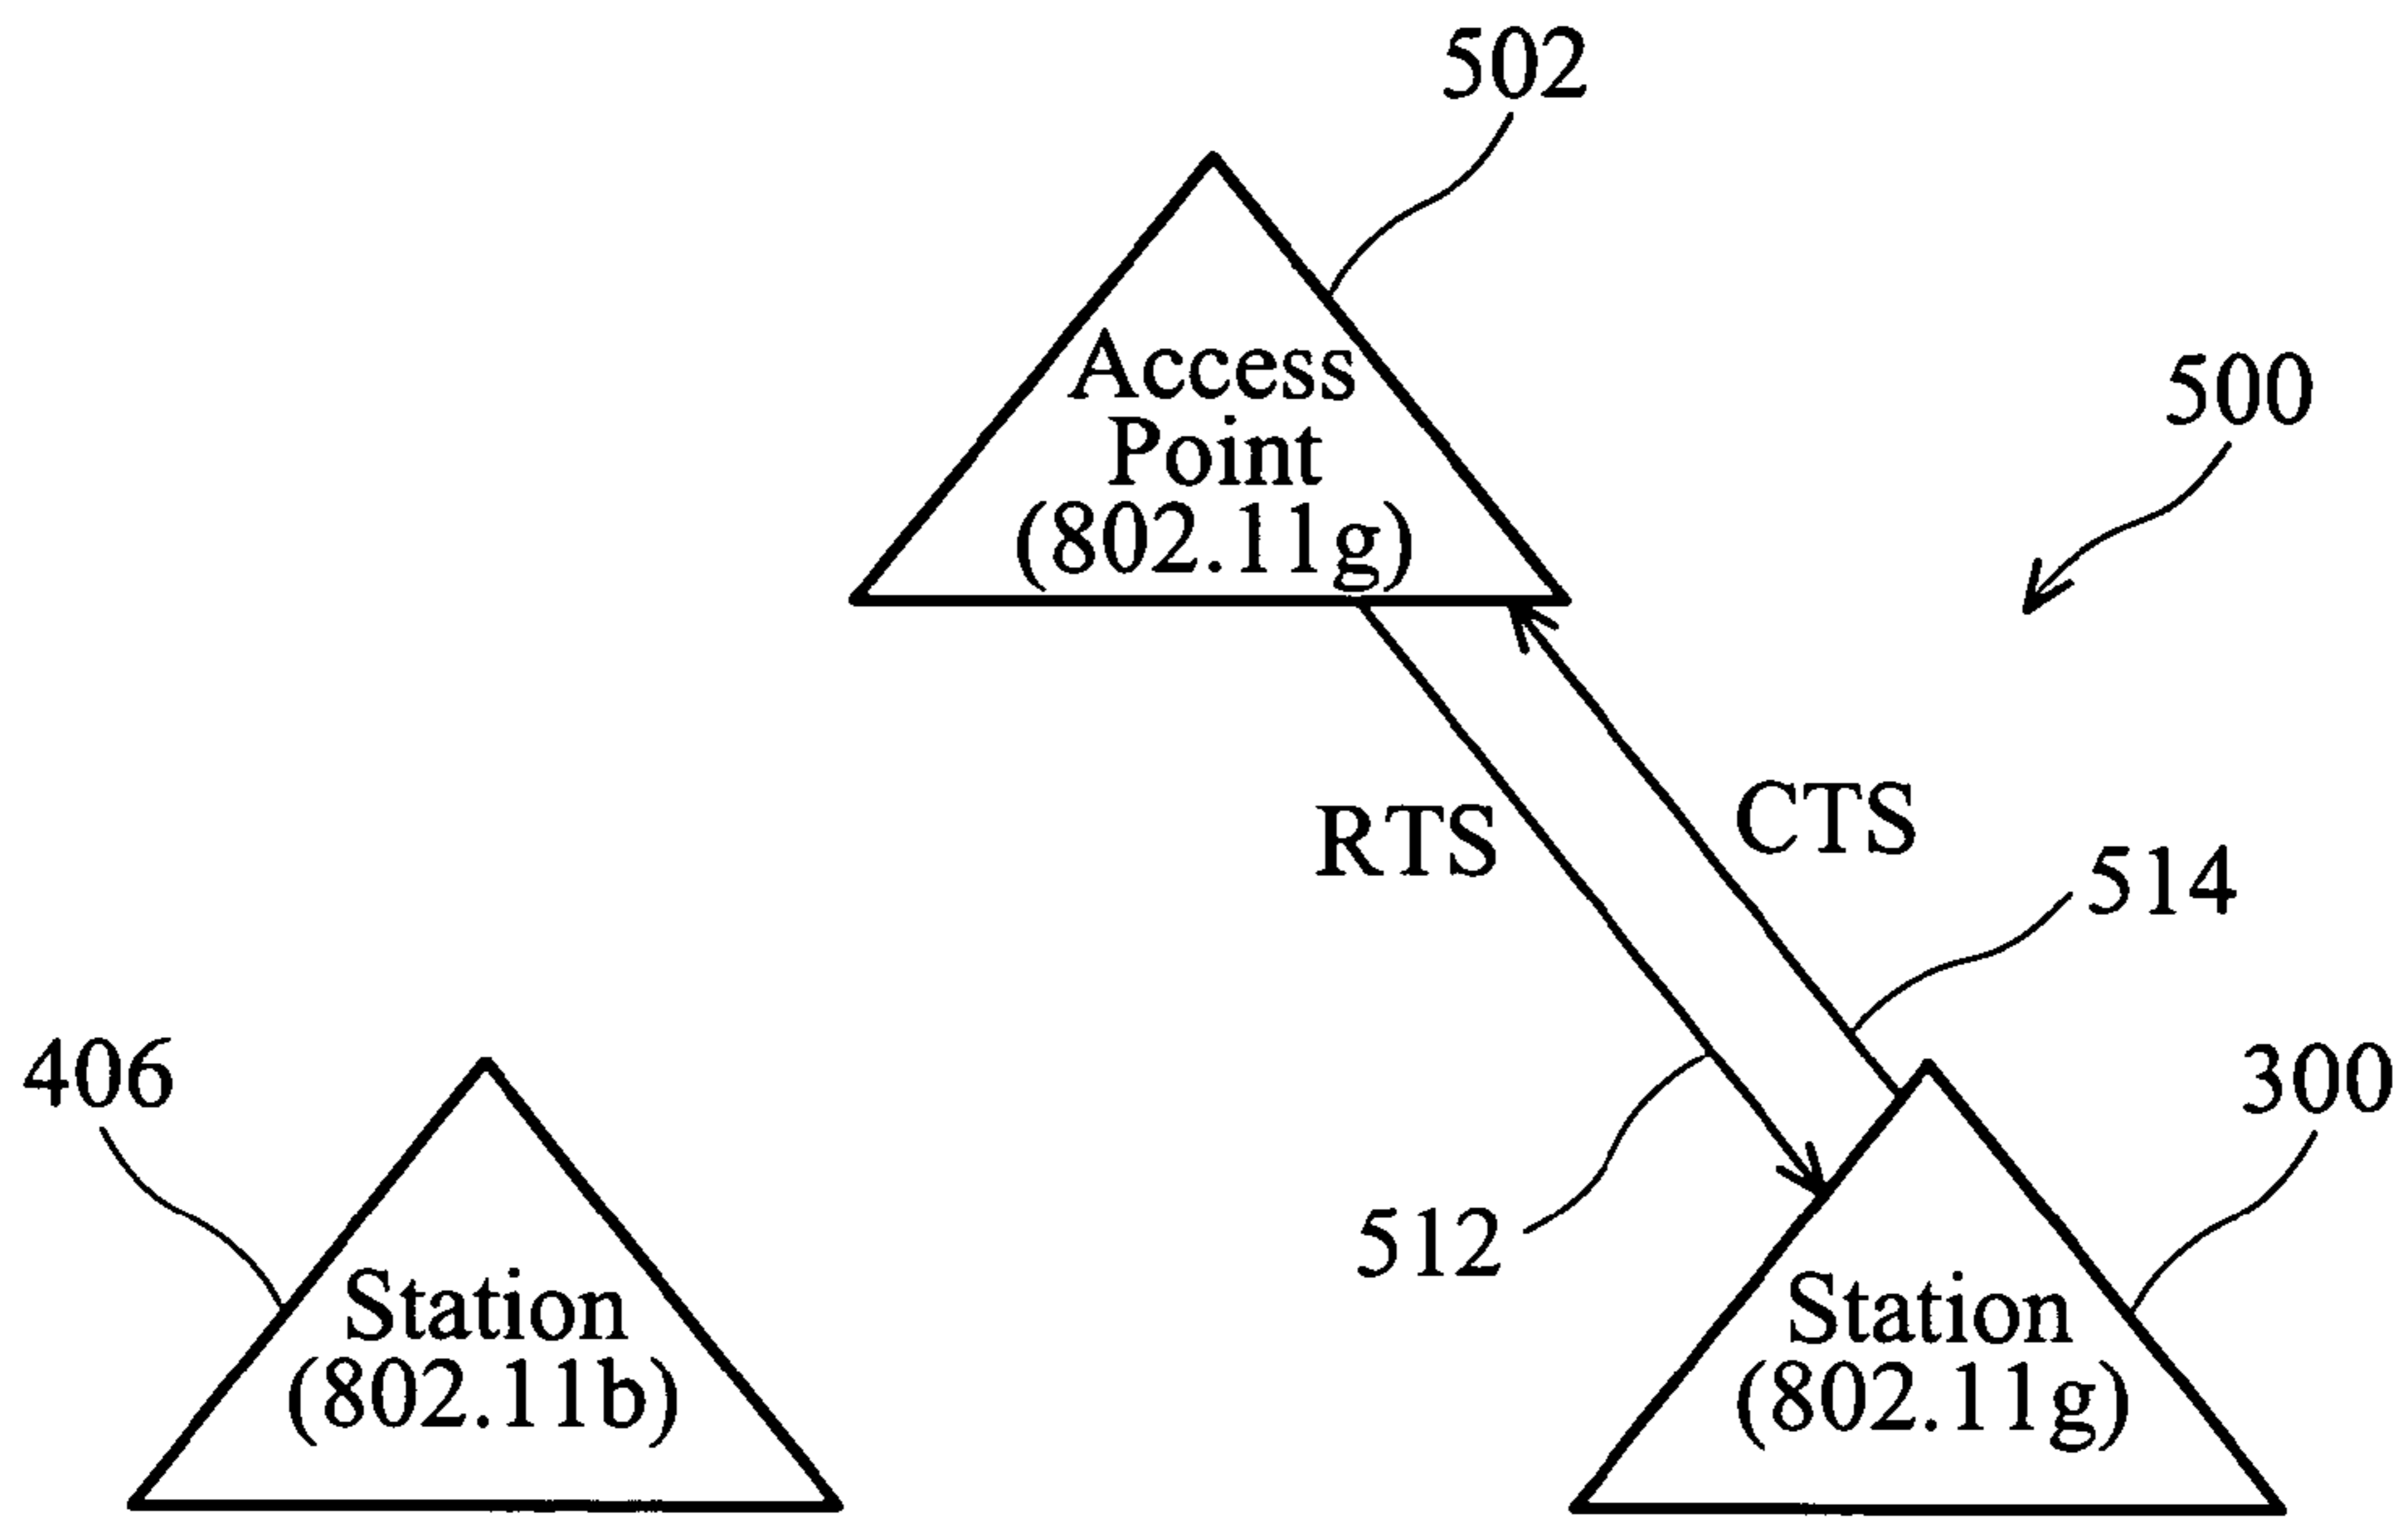 502
Access
Point
(802.11g)
500
RTS
CTS
514
406
300
512
Station
(802.11b)
Station
(802.11g)